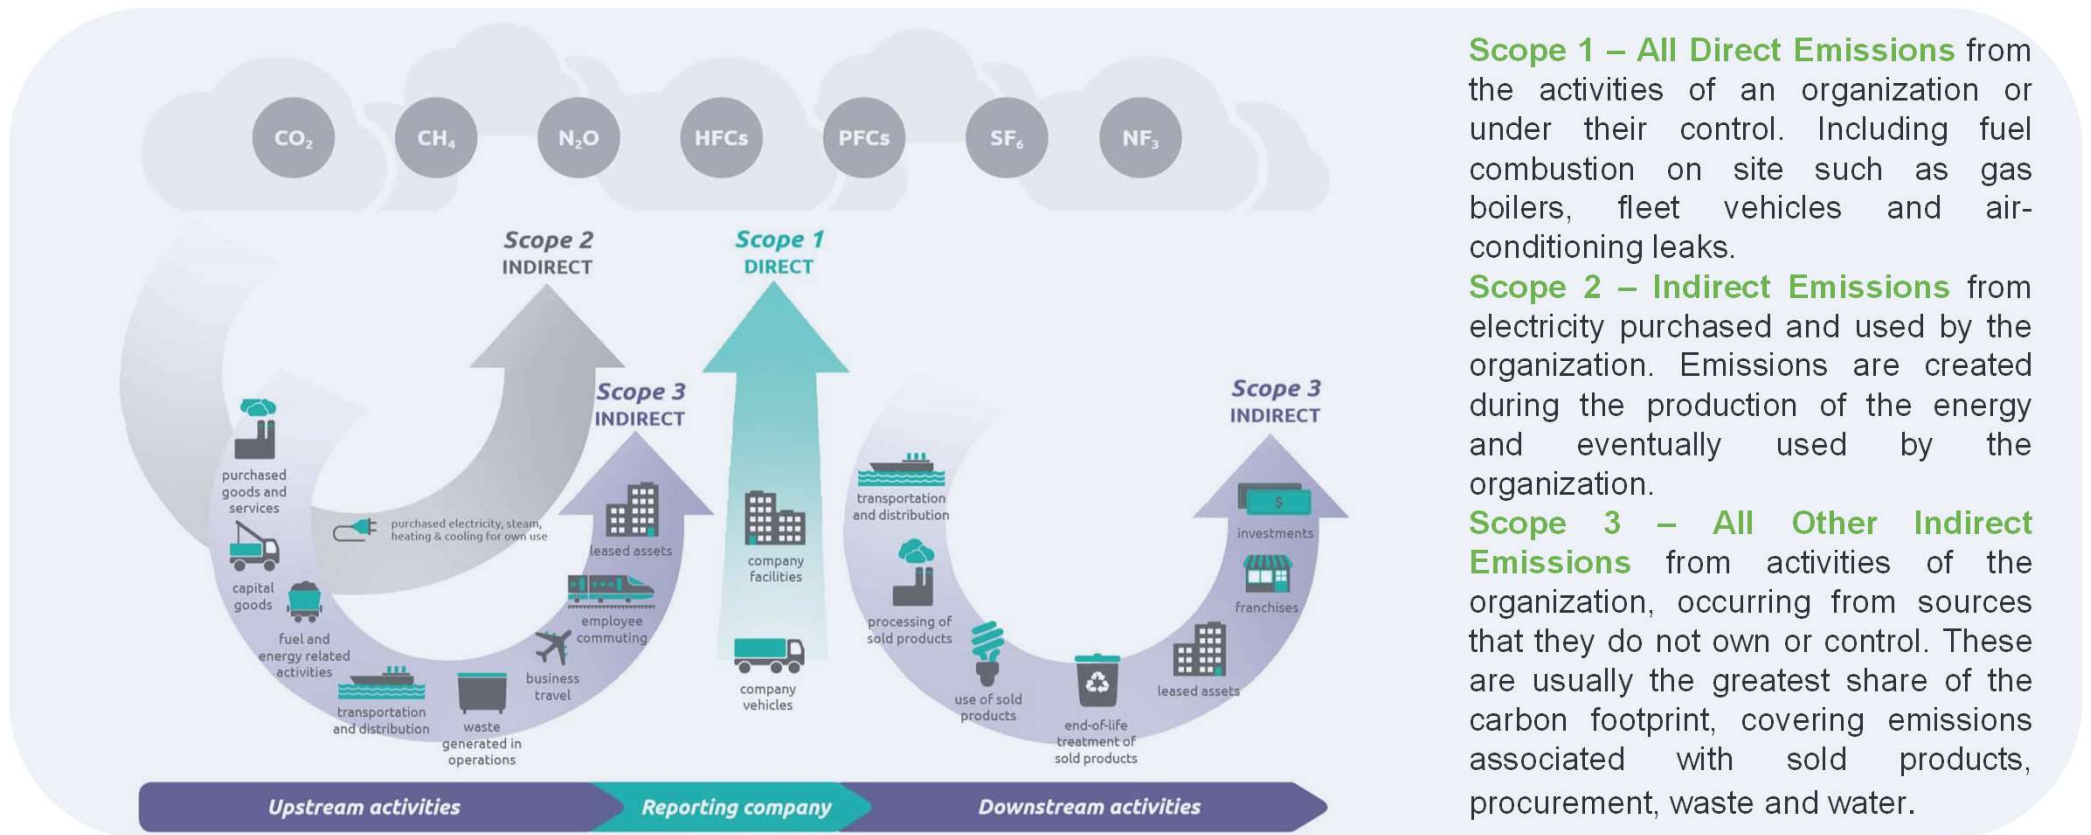 CO₂
CH₄
N₂O
HFCs
PFCs
SF₆
NF₃
Scope 2
INDIRECT
Scope 1
DIRECT
Scope 3
INDIRECT
Scope 3
INDIRECT
purchased
goods and
services
capital
goods
fuel and
energy related
activities
transportation
and distribution
waste
generated in
operations
business
travel
employee
commuting
leased assets
purchased electricity, steam,
heating & cooling for own use
company
facilities
company
vehicles
transportation
and distribution
processing of
sold products
use of sold
products
end-of-life
treatment of
sold products
leased assets
franchises
investments
$
Upstream activities
Reporting company
Downstream activities
Scope 1 – All Direct Emissions from
the activities of an organization or
under their control. Including fuel
combustion on site such as gas
boilers, fleet vehicles and air-
conditioning leaks.
Scope 2 – Indirect Emissions from
electricity purchased and used by the
organization. Emissions are created
during the production of the energy
and eventually used by the
organization.
Scope 3 – All Other Indirect
Emissions from activities of the
organization, occurring from sources
that they do not own or control. These
are usually the greatest share of the
carbon footprint, covering emissions
associated with sold products,
procurement, waste and water.